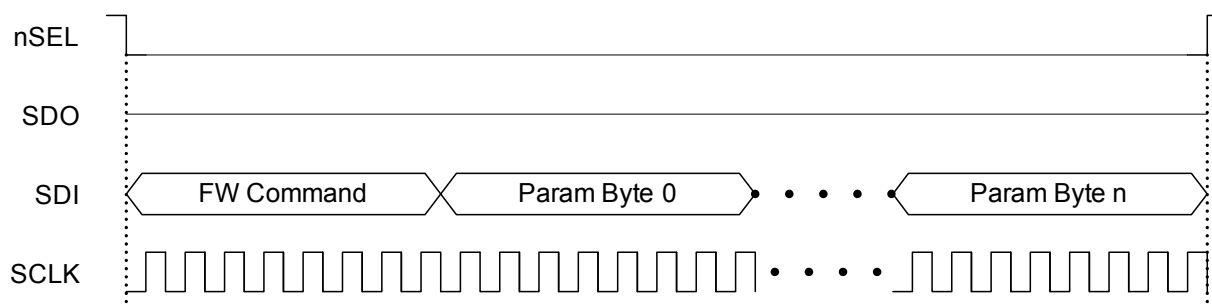 nSEL
SDO
SDI FW Command Param Byte 0 Param Byte n
SCLK